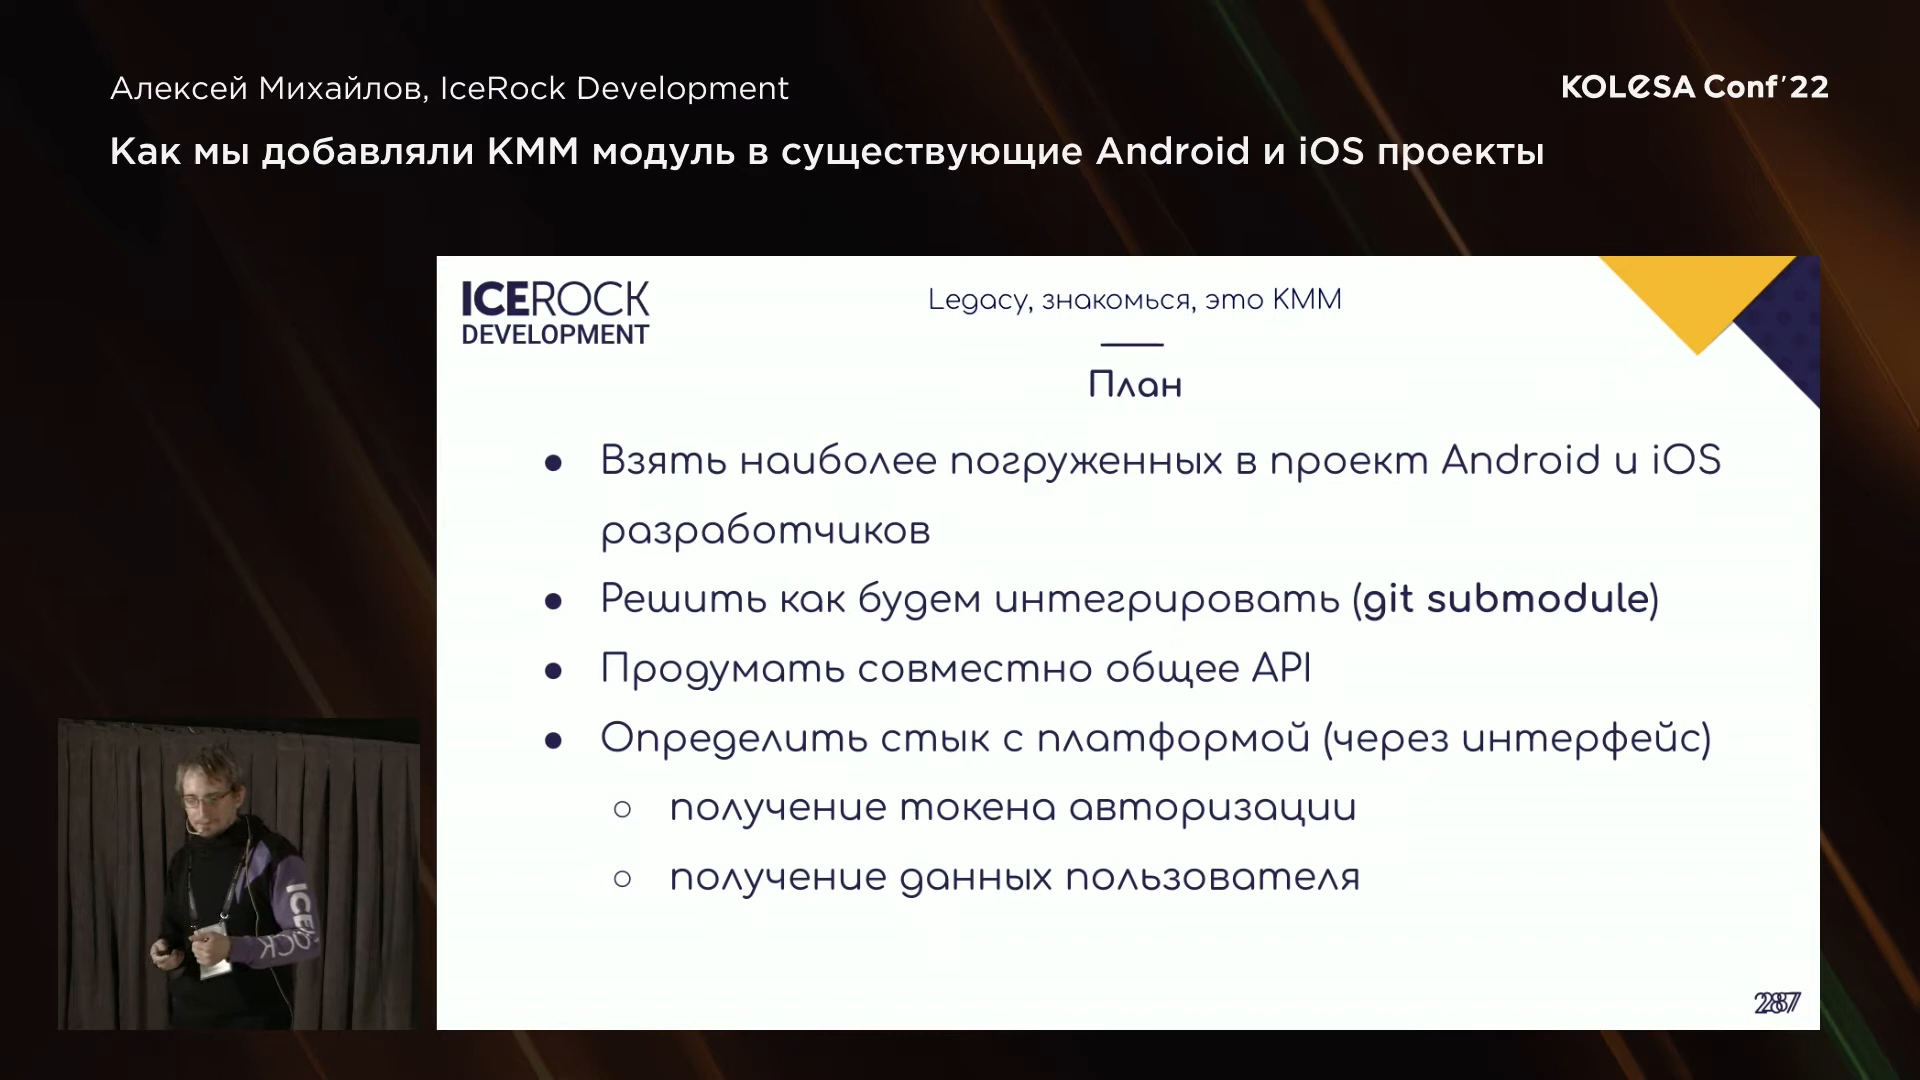 Алексей Михайлов, IceRock Development
KOLESA Conf'22
Как мы добавляли KMM модуль в существующие Android и iOS проекты
ICEROCK
DEVELOPMENT
Legacy, знакомься, это KMM
План
● Взять наиболее погруженных в проект Android и iOS
разработчиков
● Решить как будем интегрировать (git submodule)
● Продумать совместно общее API
● Определить стык с платформой (через интерфейс)
○ получение токена авторизации
○ получение данных пользователя
ICEROCK